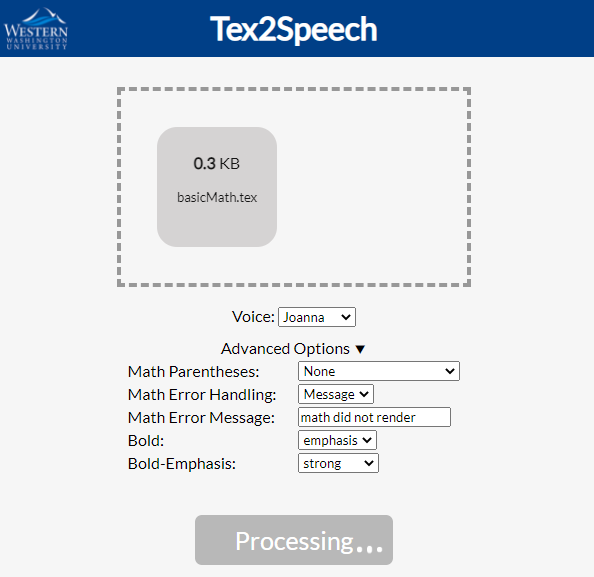 WESTERN
WASHINGTON
UNIVERSITY
Tex2Speech
0.3 KB
basicMath.tex
Voice: Joanna
Advanced Options ▼
Math Parentheses: None
Math Error Handling: Message
Math Error Message: math did not render
Bold: emphasis
Bold-Emphasis: strong
Processing...